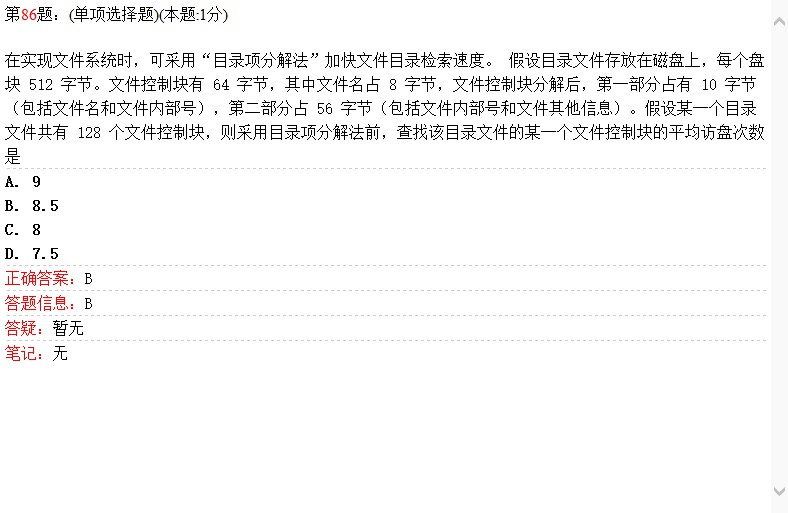 第86题：(单项选择题)(本题:1分)
在实现文件系统时，可采用“目录项分解法”加快文件目录检索速度。 假设目录文件存放在磁盘上，每个盘
块 512 字节。文件控制块有 64 字节，其中文件名占 8 字节，文件控制块分解后，第一部分占有 10 字节
（包括文件名和文件内部号），第二部分占 56 字节（包括文件内部号和文件其他信息）。假设某一个目录
文件共有 128 个文件控制块，则采用目录项分解法前，查找该目录文件的某一个文件控制块的平均访盘次数
是
A. 9
B. 8.5
C. 8
D. 7.5
正确答案：B
答题信息：B
答疑：暂无
笔记：无